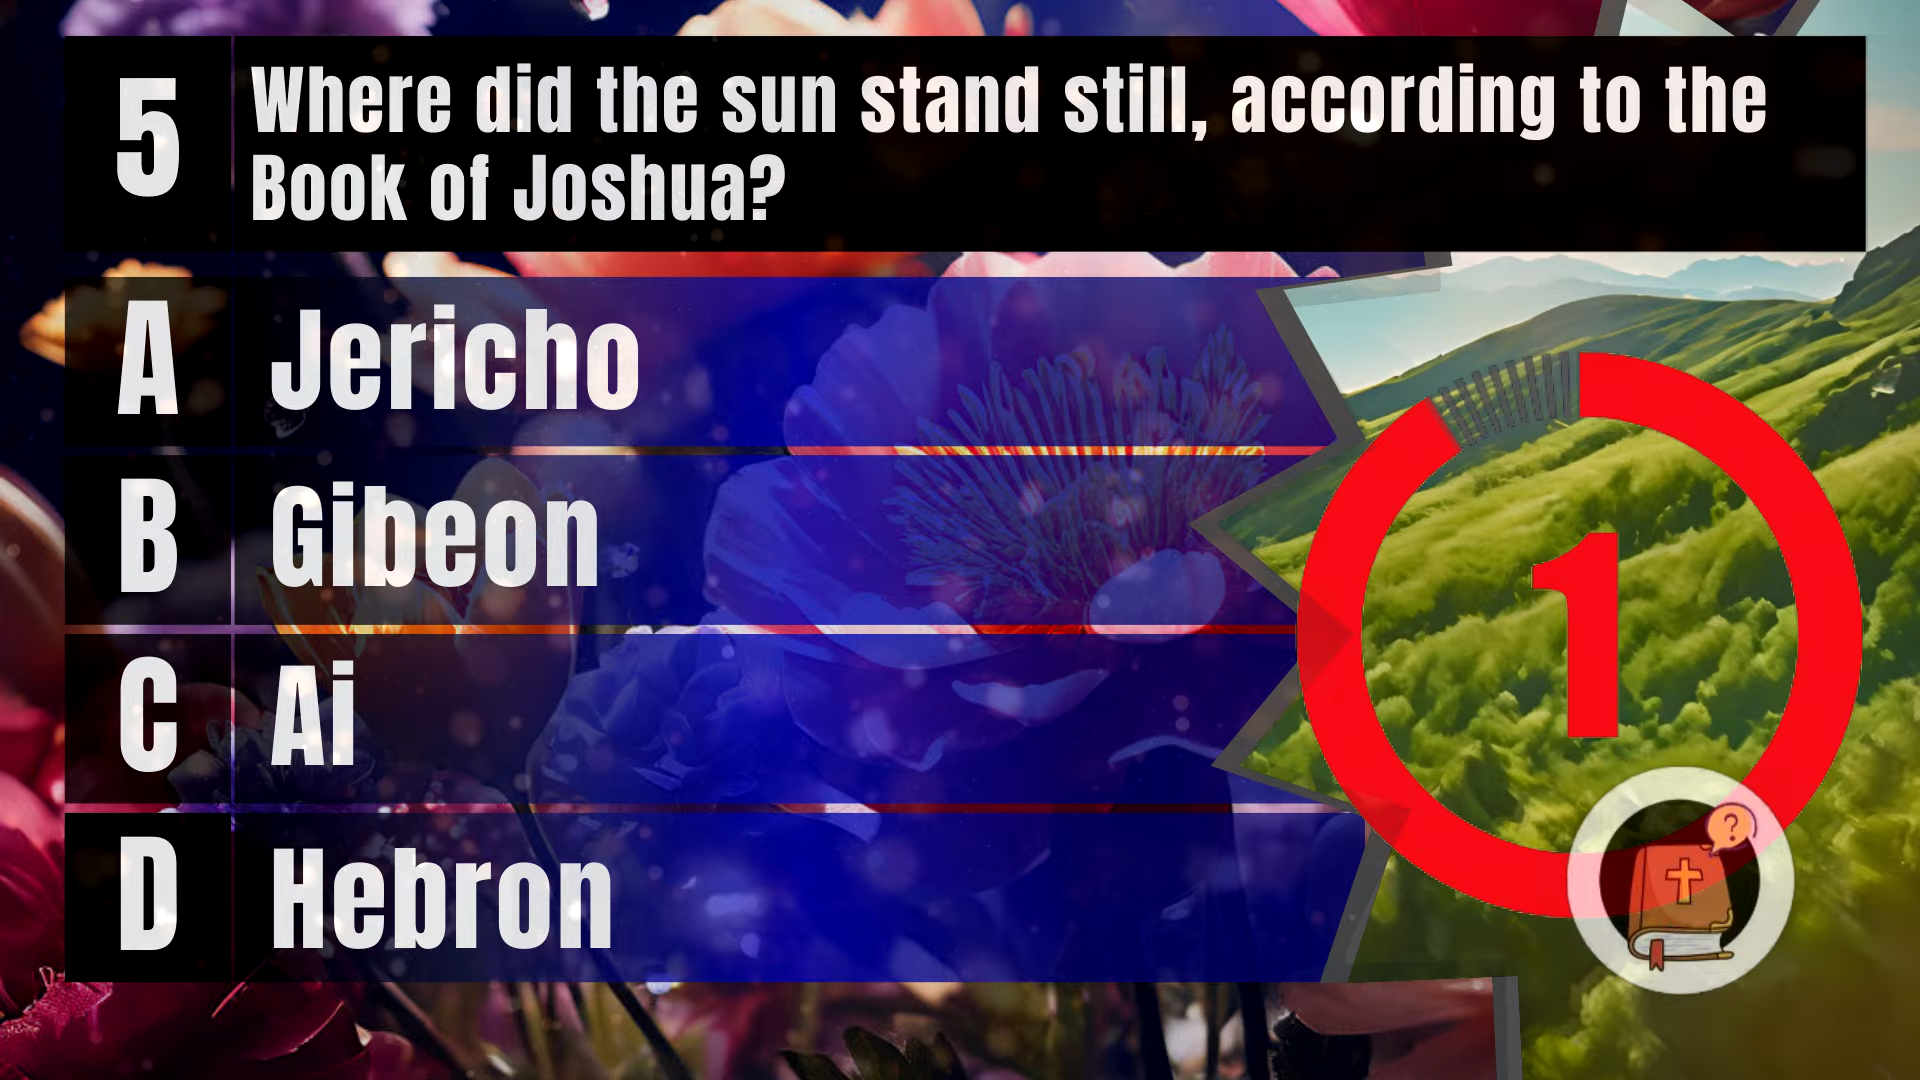 5
Where did the sun stand still, according to the
Book of Joshua?
A Jericho
B Gibeon
C Ai
D Hebron
1
?